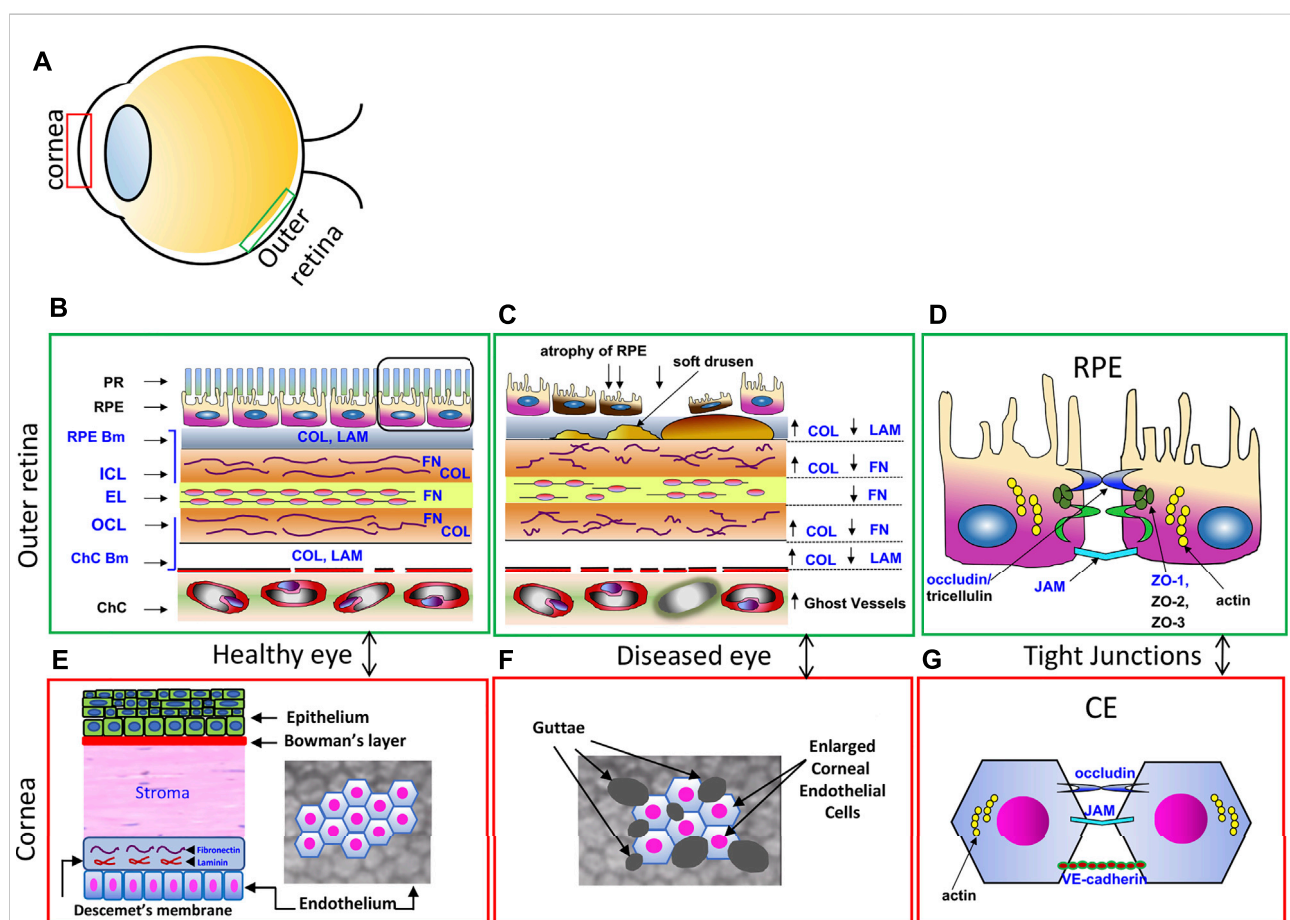 A
cornea
Outer
retina
B
Outer retina
PR
RPE
RPE Bm
COL, LAM
ICL
FN
COL
EL
FN
OCL
FN
COL
ChC Bm
COL, LAM
ChC
C
atrophy of RPE
soft drusen
↑ COL ↓ LAM
↑ COL ↓ FN
↓ FN
↑ COL ↓ FN
↑ COL ↓ LAM
↑ Ghost Vessels
D
RPE
occludin/
tricellulin
JAM
ZO-1,
ZO-2,
ZO-3
actin
Healthy eye
Diseased eye
Tight Junctions
E
Cornea
Epithelium
Bowman's layer
Stroma
Fibronectin
Laminin
Endothelium
Descemet's membrane
F
Guttae
Enlarged
Corneal
Endothelial
Cells
G
CE
occludin
JAM
VE-cadherin
actin